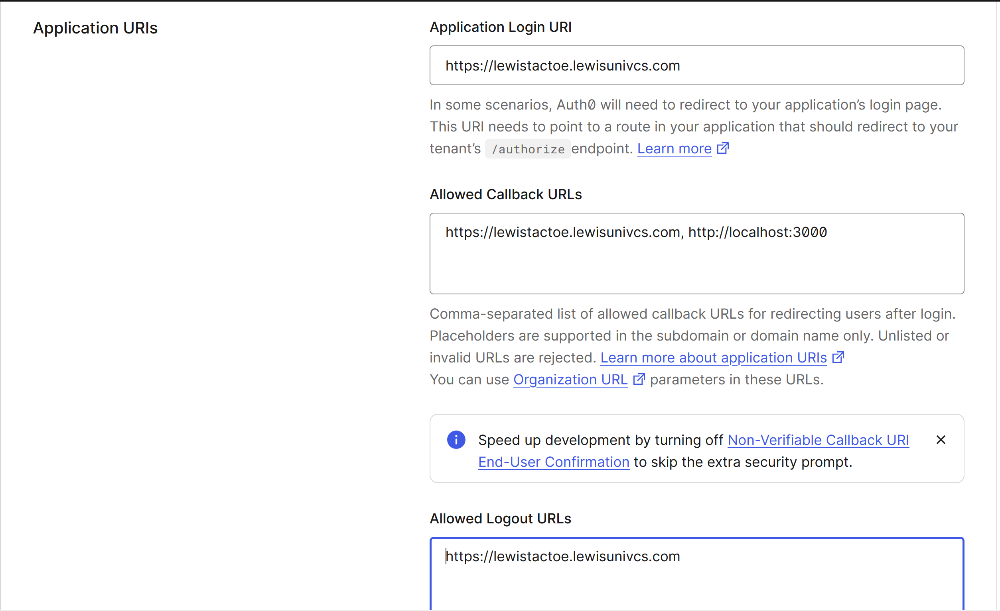 Application URIs
Application Login URI
https://lewistactoe.lewisunivcs.com
In some scenarios, Auth0 will need to redirect to your application’s login page.
This URI needs to point to a route in your application that should redirect to your
tenant’s /authorize endpoint. Learn more
Allowed Callback URLs
https://lewistactoe.lewisunivcs.com, http://localhost:3000
Comma-separated list of allowed callback URLs for redirecting users after login.
Placeholders are supported in the subdomain or domain name only. Unlisted or
invalid URLs are rejected. Learn more about application URIs
You can use Organization URL parameters in these URLs.
Speed up development by turning off Non-Verifiable Callback URI
End-User Confirmation to skip the extra security prompt.
Allowed Logout URLs
https://lewistactoe.lewisunivcs.com